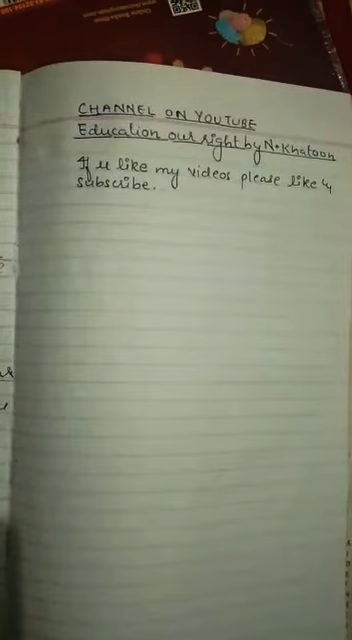 CHANNEL ON YOUTUBE
Education our right by N. Khatoon
If u like my videos please like &
subscribe.